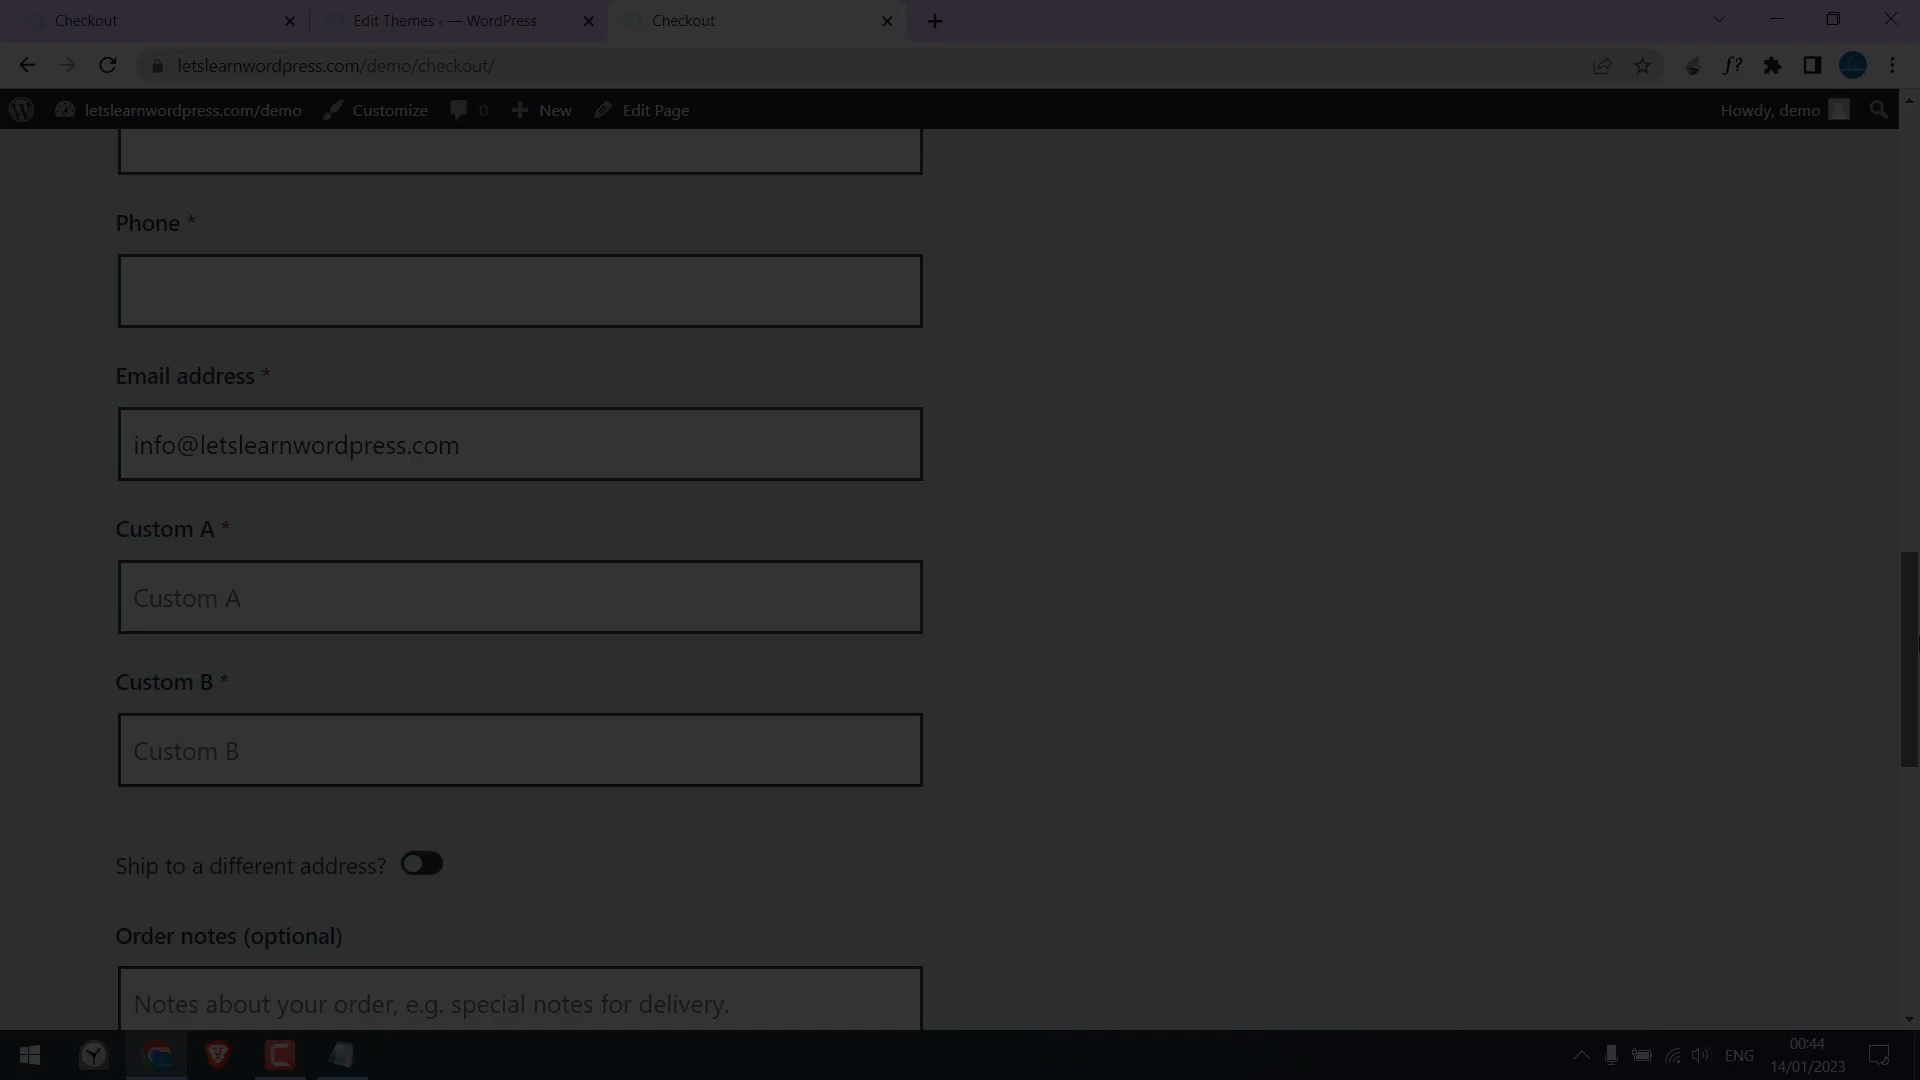 Checkout
Edit Themes ‹ — WordPress
Checkout
letslearnwordpress.com/demo/checkout/
f?
letslearnwordpress.com/demo
Customize
0
New
Edit Page
Howdy, demo
Phone *
Email address *
info@letslearnwordpress.com
Custom A *
Custom A
Custom B *
Custom B
Ship to a different address?
Order notes (optional)
Notes about your order, e.g. special notes for delivery.
ENG
00:44
14/01/2023